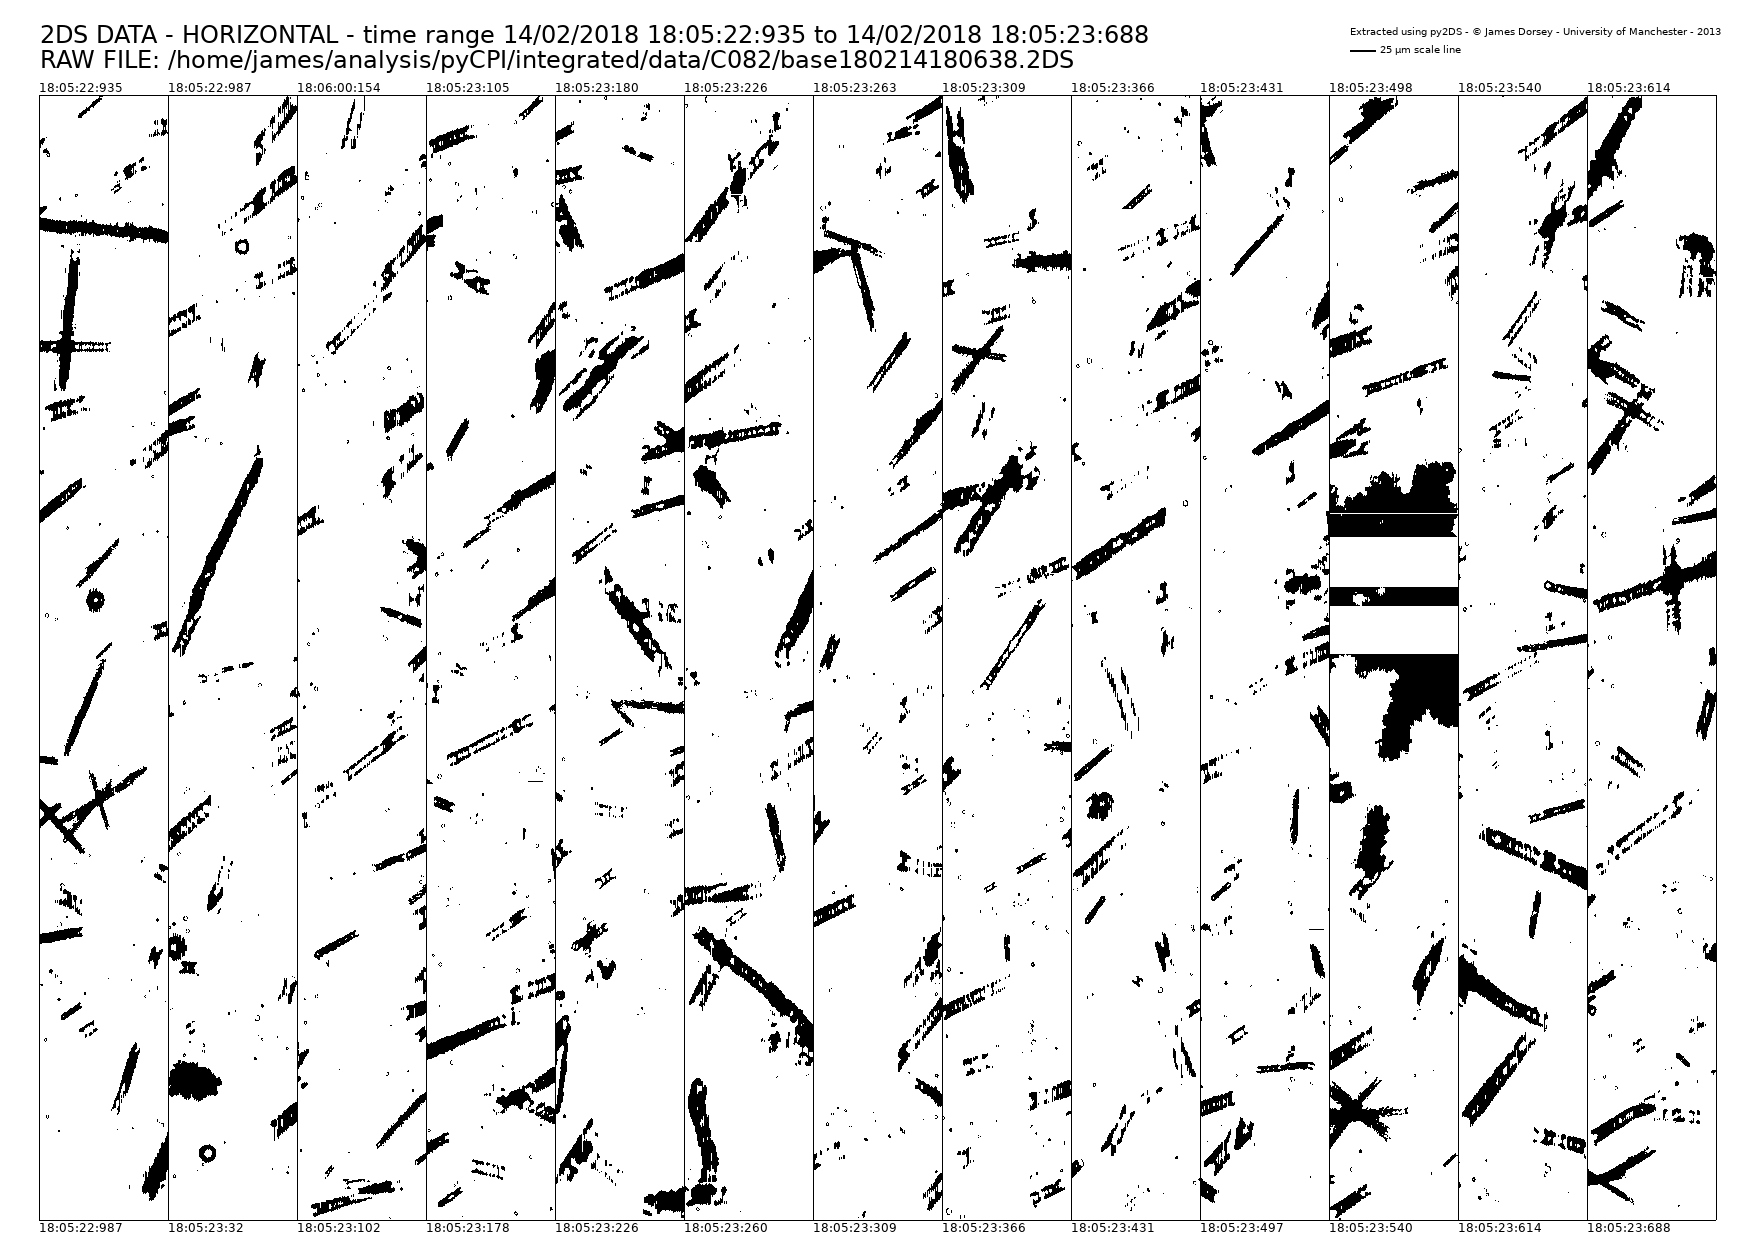 2DS DATA - HORIZONTAL - time range 14/02/2018 18:05:22:935 to 14/02/2018 18:05:23:688
RAW FILE: /home/james/analysis/pyCPI/integrated/data/C082/base180214180638.2DS
Extracted using py2DS - © James Dorsey - University of Manchester - 2013
25 µm scale line
18:05:22:935 18:05:22:987 18:06:00:154 18:05:23:105 18:05:23:180 18:05:23:226 18:05:23:263 18:05:23:309 18:05:23:366 18:05:23:431 18:05:23:498 18:05:23:540 18:05:23:614
18:05:22:987 18:05:23:32 18:05:23:102 18:05:23:178 18:05:23:226 18:05:23:260 18:05:23:309 18:05:23:366 18:05:23:431 18:05:23:497 18:05:23:540 18:05:23:614 18:05:23:688